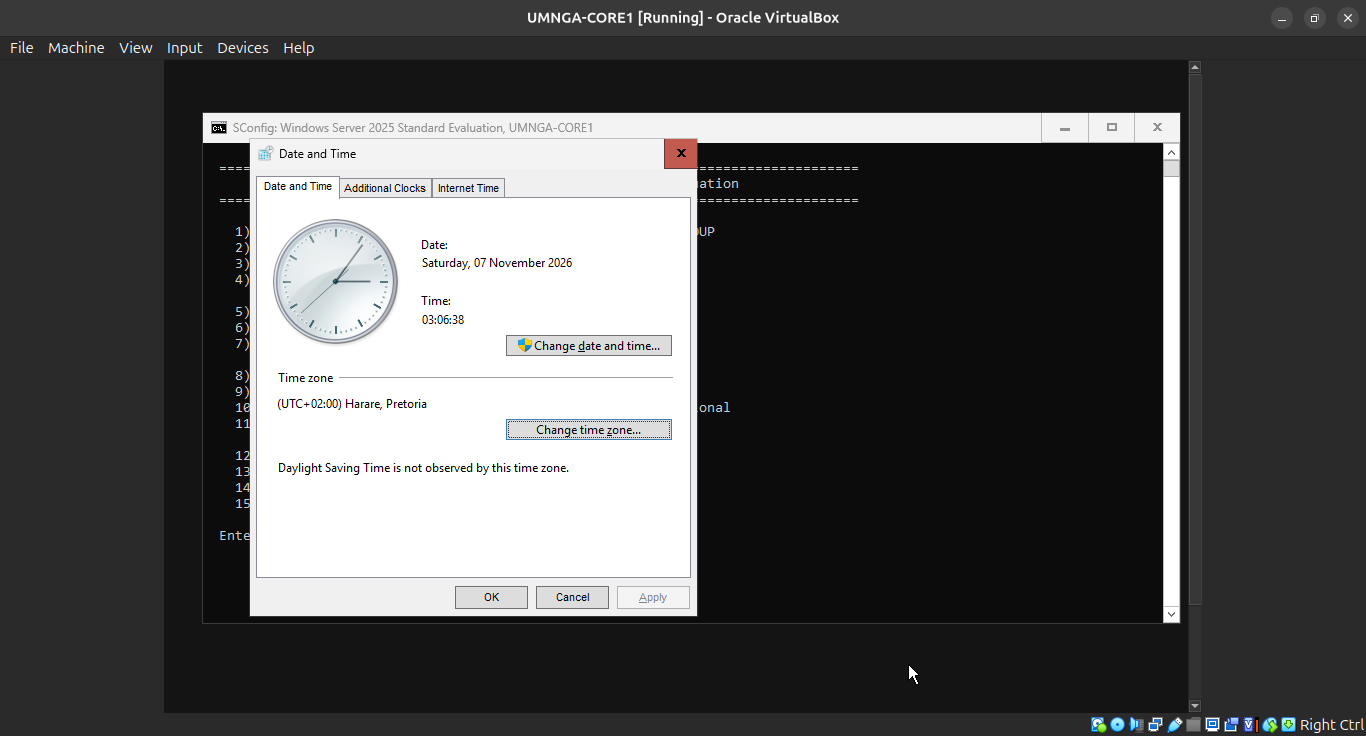 UMNGA-CORE1 [Running] - Oracle VirtualBox
File Machine View Input Devices Help
SConfig: Windows Server 2025 Standard Evaluation, UMNGA-CORE1
Date and Time
Date and Time Additional Clocks Internet Time
Date:
Saturday, 07 November 2026
Time:
03:06:38
Change date and time...
Time zone
(UTC+02:00) Harare, Pretoria
Change time zone...
Daylight Saving Time is not observed by this time zone.
OK Cancel Apply
1)
2)
3)
4)
5)
6)
7)
8)
9)
10
11
12
13
14
15
Right Ctrl